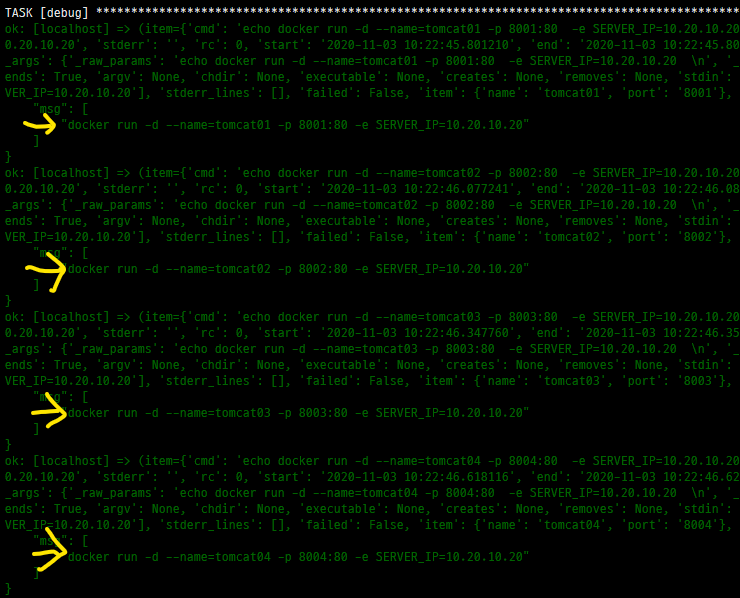 TASK [debug] *********************************************************************************************
ok: [localhost] => (item={'cmd': 'echo docker run -d --name=tomcat01 -p 8001:80  -e SERVER_IP=10.20.10.20
0.20.10.20', 'stderr': '', 'rc': 0, 'start': '2020-11-03 10:22:45.801210', 'end': '2020-11-03 10:22:45.80
_args': {'_raw_params': 'echo docker run -d --name=tomcat01 -p 8001:80  -e SERVER_IP=10.20.10.20  \n', '_
ends': True, 'argv': None, 'chdir': None, 'executable': None, 'creates': None, 'removes': None, 'stdin':
VER_IP=10.20.10.20'], 'stderr_lines': [], 'failed': False, 'item': {'name': 'tomcat01', 'port': '8001'},
    "msg": [
        "docker run -d --name=tomcat01 -p 8001:80 -e SERVER_IP=10.20.10.20"
    ]
}
ok: [localhost] => (item={'cmd': 'echo docker run -d --name=tomcat02 -p 8002:80  -e SERVER_IP=10.20.10.20
0.20.10.20', 'stderr': '', 'rc': 0, 'start': '2020-11-03 10:22:46.077241', 'end': '2020-11-03 10:22:46.08
_args': {'_raw_params': 'echo docker run -d --name=tomcat02 -p 8002:80  -e SERVER_IP=10.20.10.20  \n', '_
ends': True, 'argv': None, 'chdir': None, 'executable': None, 'creates': None, 'removes': None, 'stdin':
VER_IP=10.20.10.20'], 'stderr_lines': [], 'failed': False, 'item': {'name': 'tomcat02', 'port': '8002'},
    "msg": [
        "docker run -d --name=tomcat02 -p 8002:80 -e SERVER_IP=10.20.10.20"
    ]
}
ok: [localhost] => (item={'cmd': 'echo docker run -d --name=tomcat03 -p 8003:80  -e SERVER_IP=10.20.10.20
0.20.10.20', 'stderr': '', 'rc': 0, 'start': '2020-11-03 10:22:46.347760', 'end': '2020-11-03 10:22:46.35
_args': {'_raw_params': 'echo docker run -d --name=tomcat03 -p 8003:80  -e SERVER_IP=10.20.10.20  \n', '_
ends': True, 'argv': None, 'chdir': None, 'executable': None, 'creates': None, 'removes': None, 'stdin':
VER_IP=10.20.10.20'], 'stderr_lines': [], 'failed': False, 'item': {'name': 'tomcat03', 'port': '8003'},
    "msg": [
        "docker run -d --name=tomcat03 -p 8003:80 -e SERVER_IP=10.20.10.20"
    ]
}
ok: [localhost] => (item={'cmd': 'echo docker run -d --name=tomcat04 -p 8004:80  -e SERVER_IP=10.20.10.20
0.20.10.20', 'stderr': '', 'rc': 0, 'start': '2020-11-03 10:22:46.618116', 'end': '2020-11-03 10:22:46.62
_args': {'_raw_params': 'echo docker run -d --name=tomcat04 -p 8004:80  -e SERVER_IP=10.20.10.20  \n', '_
ends': True, 'argv': None, 'chdir': None, 'executable': None, 'creates': None, 'removes': None, 'stdin':
VER_IP=10.20.10.20'], 'stderr_lines': [], 'failed': False, 'item': {'name': 'tomcat04', 'port': '8004'},
    "msg": [
        "docker run -d --name=tomcat04 -p 8004:80 -e SERVER_IP=10.20.10.20"
    ]
}